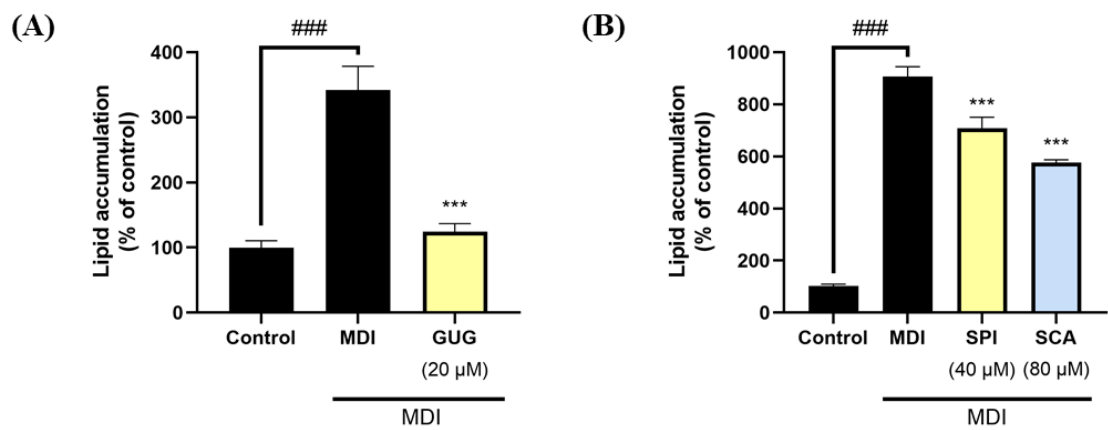 (A)
###
Lipid accumulation
(% of control)
400
300
200
100
0
Control MDI GUG
(20 µM)
MDI
(B)
###
***
***
Lipid accumulation
(% of control)
1000
800
600
400
200
0
Control MDI SPI SCA
(40 µM) (80 µM)
MDI
***